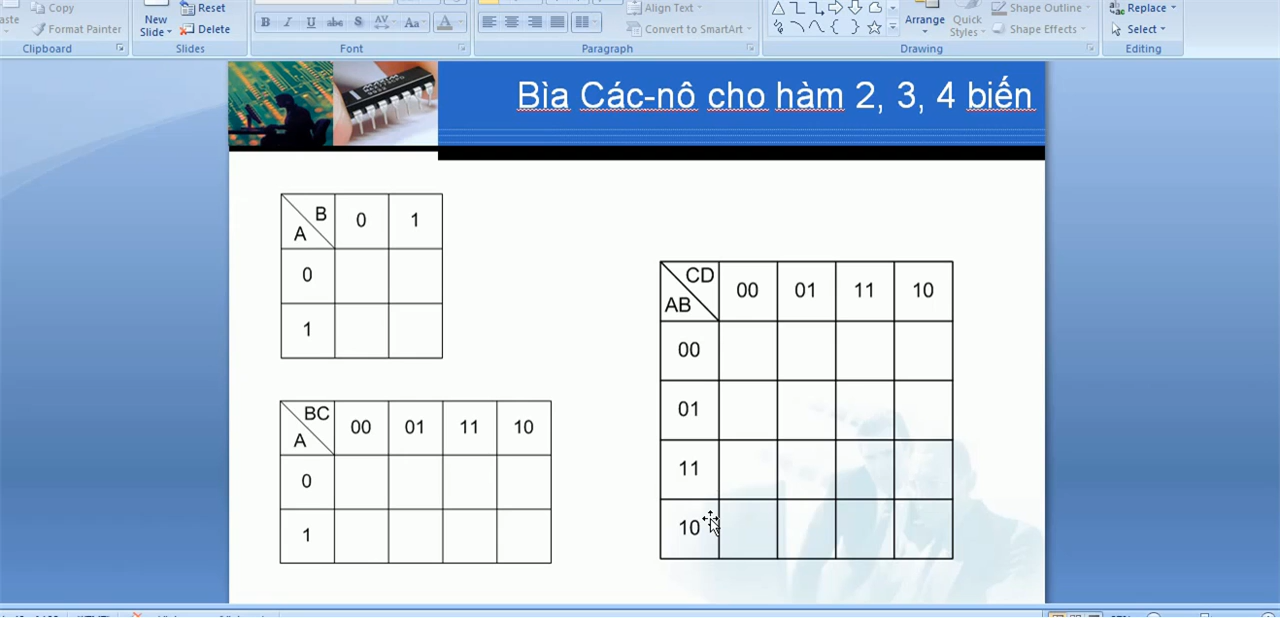 Copy
Format Painter
New
Slide
Reset
Delete
B I U abc S AV Aa A
Align Text
Convert to SmartArt
Arrange
Quick
Styles
Shape Outline
Shape Effects
Replace
Select
Clipboard
Slides
Font
Paragraph
Drawing
Editing
Bìa Các-nô cho hàm 2, 3, 4 biến
B 0 1
A
0
1
BC 00 01 11 10
A
0
1
CD 00 01 11 10
AB
00
01
11
10